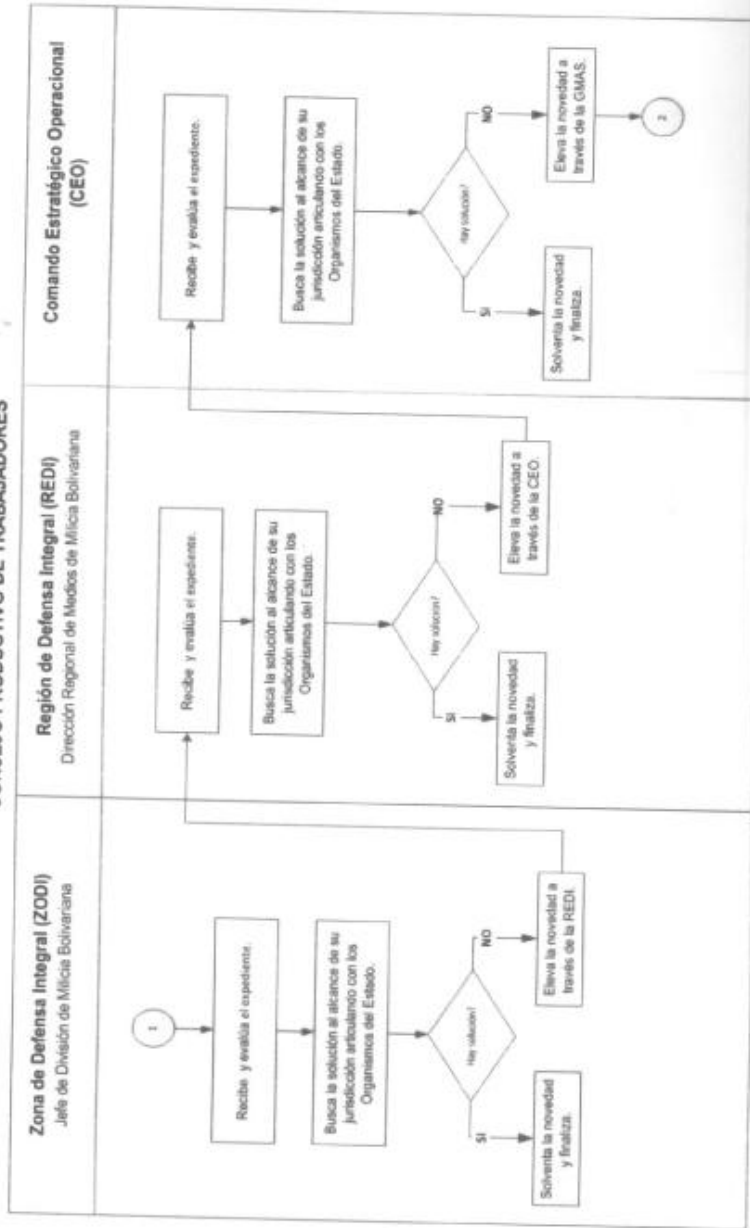 CONSEJO PRODUCTIVO DE TRABAJADORES
Zona de Defensa Integral (ZODI)
Jefe de División de Milicia Bolivariana
1
Recibe y evalúa el expediente.
Busca la solución al alcance de su
jurisdicción articulando con los
Organismos del Estado.
Hay solución?
SI
NO
Solventa la novedad
y finaliza.
Eleva la novedad a
través de la REDI.
Región de Defensa Integral (REDI)
Dirección Regional de Medios de Milicia Bolivariana
Recibe y evalúa el expediente.
Busca la solución al alcance de su
jurisdicción articulando con los
Organismos del Estado.
Hay solución?
SI
NO
Solventa la novedad
y finaliza.
Eleva la novedad a
través de la CEO.
Comando Estratégico Operacional
(CEO)
Recibe y evalúa el expediente.
Busca la solución al alcance de su
jurisdicción articulando con los
Organismos del Estado.
Hay solución?
SI
NO
Solventa la novedad
y finaliza.
Eleva la novedad a
través de la GMAS.
2